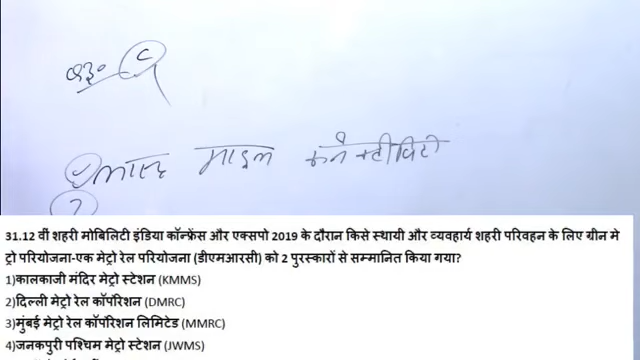 C
लास्ट माइल कनेक्टीविटी
31.12 वीं शहरी मोबिलिटी इंडिया कॉन्फ्रेंस और एक्सपो 2019 के दौरान किसे स्थायी और व्यवहार्य शहरी परिवहन के लिए ग्रीन मे
ट्रो परियोजना-एक मेट्रो रेल परियोजना (डीएमआरसी) को 2 पुरस्कारों से सम्मानित किया गया?
1)कालकाजी मंदिर मेट्रो स्टेशन (KMMS)
2)दिल्ली मेट्रो रेल कॉर्पोरेशन (DMRC)
3)मुंबई मेट्रो रेल कॉर्पोरेशन लिमिटेड (MMRC)
4)जनकपुरी पश्चिम मेट्रो स्टेशन (JWMS)